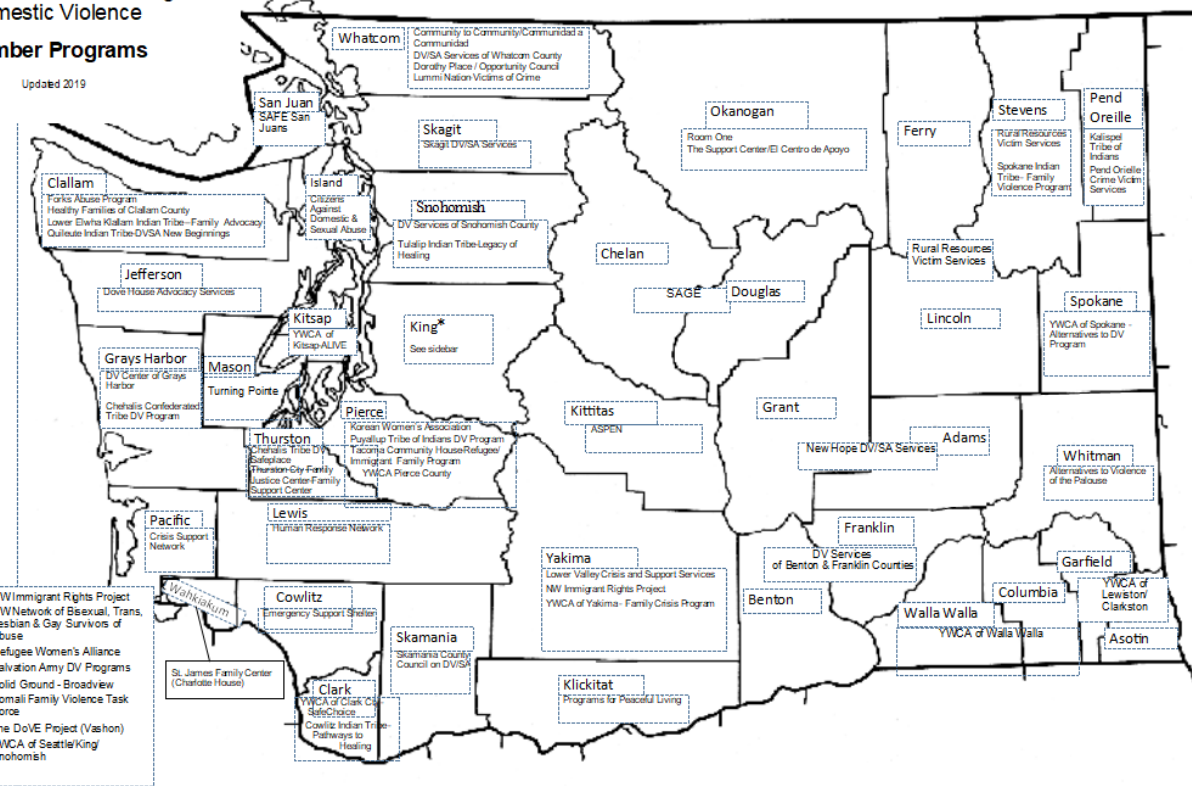 mestic Violence
mber Programs
Updated 2019
Whatcom
Community to Community/Communidad a
Communidad
DV/SA Services of Whatcom County
Dorothy Place / Opportunity Council
Lummi Nation Victims of Crime
San Juan
SAFE San
Juans
Skagit
Skagit DV/SA Services
Okanogan
Room One
The Support Center/El Centro de Apoyo
Ferry
Stevens
Rural Resources
Victim Services
Spokane Indian
Tribe- Family
Violence Program
Pend
Oreille
Kalispel
Tribe of
Indians
Pend Orielle
Crime Victim
Services
Clallam
Forks Abuse Program
Healthy Families of Clallam County
Lower Elwha Klallam Indian Tribe--Family Advocacy
Quileute Indian Tribe-DVSA New Beginnings
Island
Citizens
Against
Domestic &
Sexual Abuse
Snohomish
DV Services of Snohomish County
Tulalip Indian Tribe-Legacy of
Healing
Chelan
SAGE
Douglas
Rural Resources
Victim Services
Jefferson
Dove House Advocacy Services
Kitsap
YWCA of
Kitsap-ALIVE
King*
See sidebar
Lincoln
Spokane
YWCA of Spokane -
Alternatives to DV
Program
Grays Harbor
DV Center of Grays
Harbor
Chehalis Confederated
Tribe DV Program
Mason
Turning Pointe
Pierce
Korean Women's Association
Puyallup Tribe of Indians DV Program
Tacoma Community House/Refugee/
Immigrant Family Program
YWCA Pierce County
Kittitas
ASPEN
Grant
New Hope DV/SA Services
Adams
Whitman
Alternatives to Violence
of the Palouse
Thurston
Chehalis Tribe DV
Safeplace
Thurston Cty Family
Justice Center-Family
Support Center
Lewis
Human Response Network
Pacific
Crisis Support
Network
Franklin
DV Services
of Benton & Franklin Counties
Benton
Yakima
Lower Valley Crisis and Support Services
NW Immigrant Rights Project
YWCA of Yakima - Family Crisis Program
Garfield
YWCA of
Lewiston/
Clarkston
Asotin
Columbia
Walla Walla
YWCA of Walla Walla
Wahkiakum
St. James Family Center
(Charlotte House)
Cowlitz
Emergency Support Shelter
Skamania
Skamania County
Council on DV/SA
Klickitat
Programs for Peaceful Living
Clark
YWCA of Clark Cty-
SafeChoice
Cowlitz Indian Tribe-
Pathways to
Healing
W Immigrant Rights Project
W Network of Bisexual, Trans,
esbian & Gay Survivors of
buse
efugee Women's Alliance
alvation Army DV Programs
olid Ground - Broadview
omali Family Violence Task
orce
he DoVE Project (Vashon)
WCA of Seattle/King/
nohomish